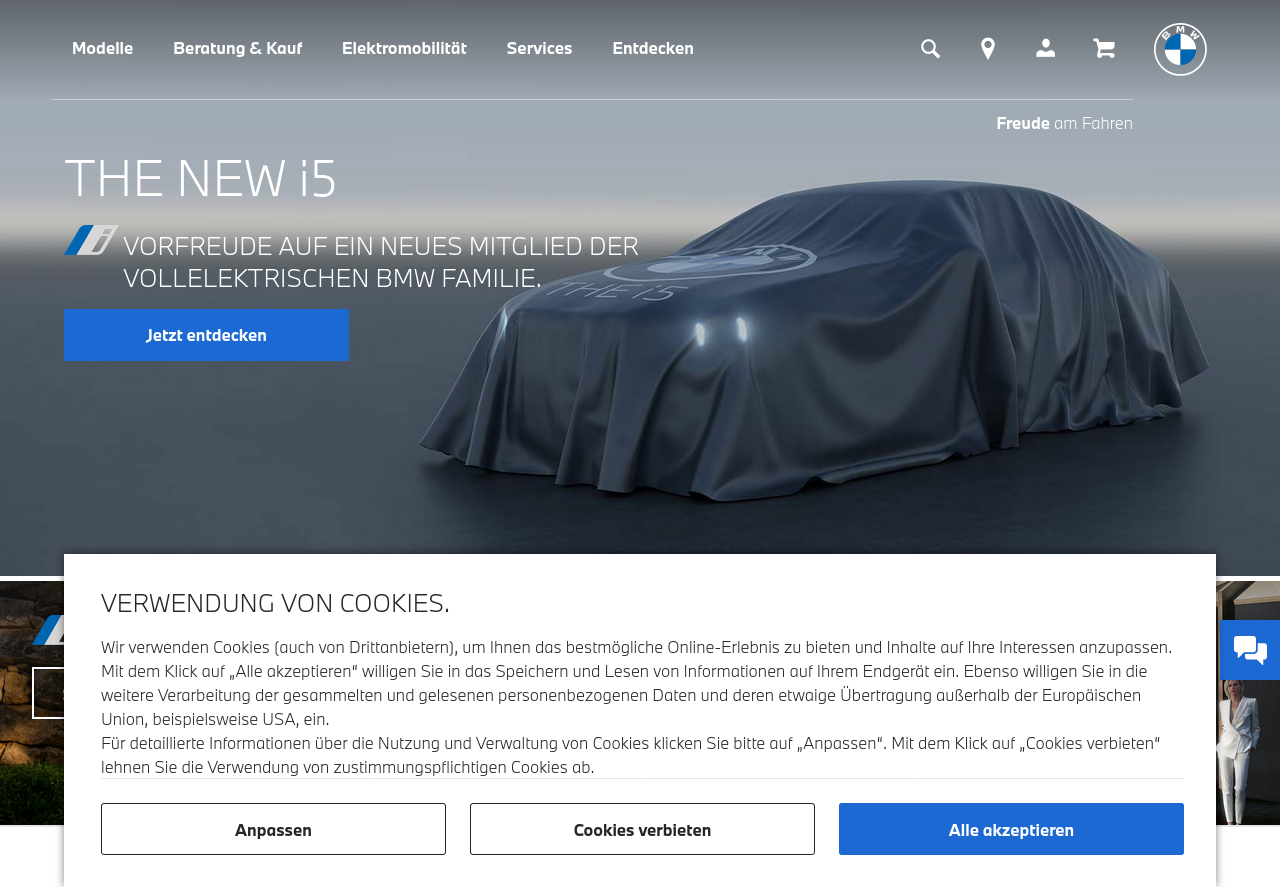 Modelle
Beratung & Kauf
Elektromobilität
Services
Entdecken
BMW
Freude am Fahren
THE NEW i5
i VORFREUDE AUF EIN NEUES MITGLIED DER
VOLLELEKTRISCHEN BMW FAMILIE.
BMW
THE i5
Jetzt entdecken
VERWENDUNG VON COOKIES.
Wir verwenden Cookies (auch von Drittanbietern), um Ihnen das bestmögliche Online-Erlebnis zu bieten und Inhalte auf Ihre Interessen anzupassen.
Mit dem Klick auf „Alle akzeptieren“ willigen Sie in das Speichern und Lesen von Informationen auf Ihrem Endgerät ein. Ebenso willigen Sie in die
weitere Verarbeitung der gesammelten und gelesenen personenbezogenen Daten und deren etwaige Übertragung außerhalb der Europäischen
Union, beispielsweise USA, ein.
Für detaillierte Informationen über die Nutzung und Verwaltung von Cookies klicken Sie bitte auf „Anpassen“. Mit dem Klick auf „Cookies verbieten“
lehnen Sie die Verwendung von zustimmungspflichtigen Cookies ab.
Anpassen
Cookies verbieten
Alle akzeptieren